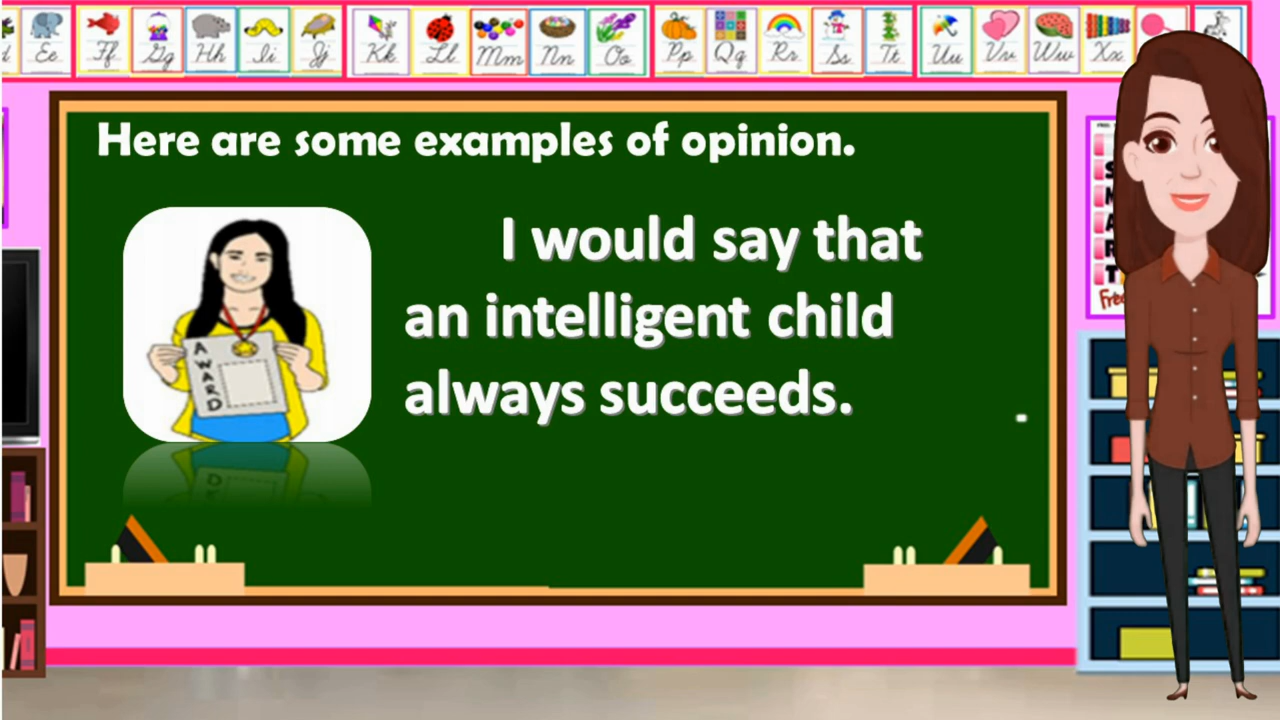 Ee Ff Gg Hh Ii Jj Kk Ll Mm Nn Oo Pp Qq Rr Ss Tt Uu Vv Ww Xx
Here are some examples of opinion.
I would say that
an intelligent child
always succeeds.
AWARD